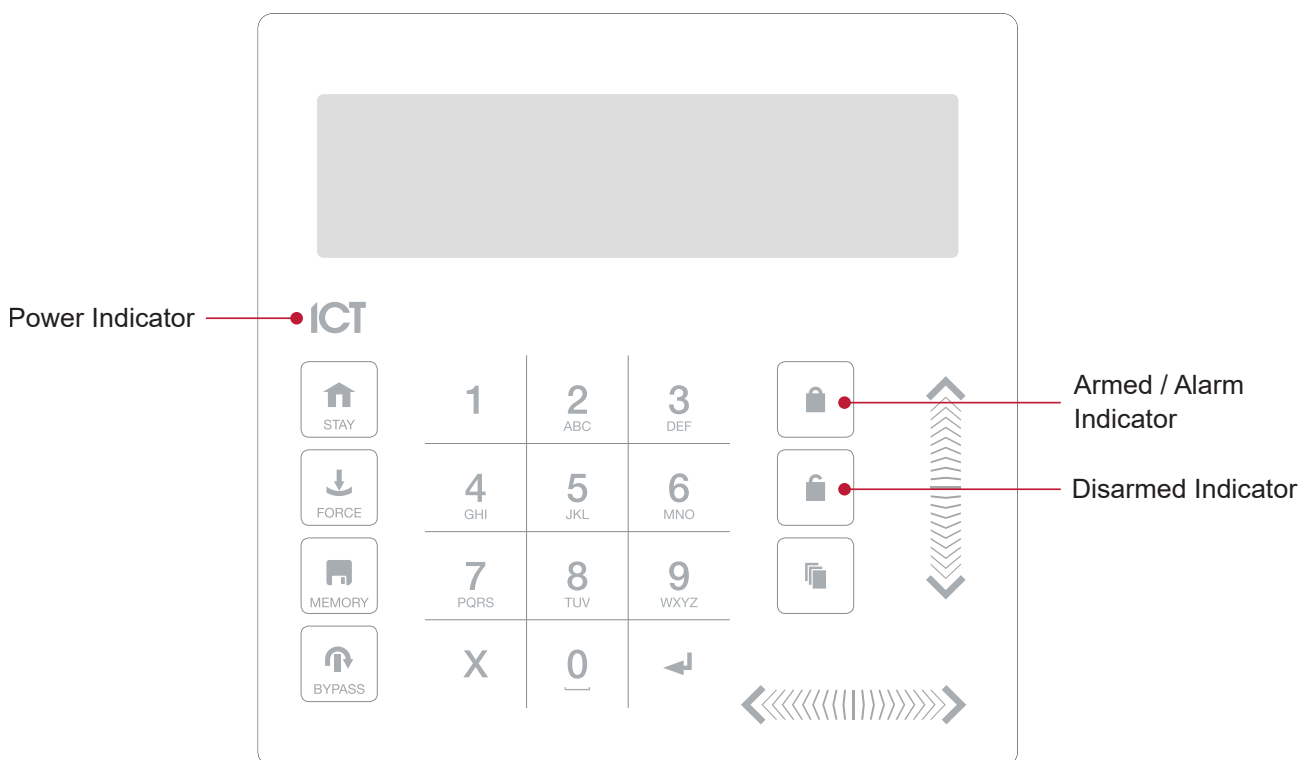 Power Indicator
ICT
STAY
FORCE
MEMORY
BYPASS
1
2
ABC
3
DEF
4
GHI
5
JKL
6
MNO
7
PQRS
8
TUV
9
WXYZ
X
0
Armed / Alarm
Indicator
Disarmed Indicator